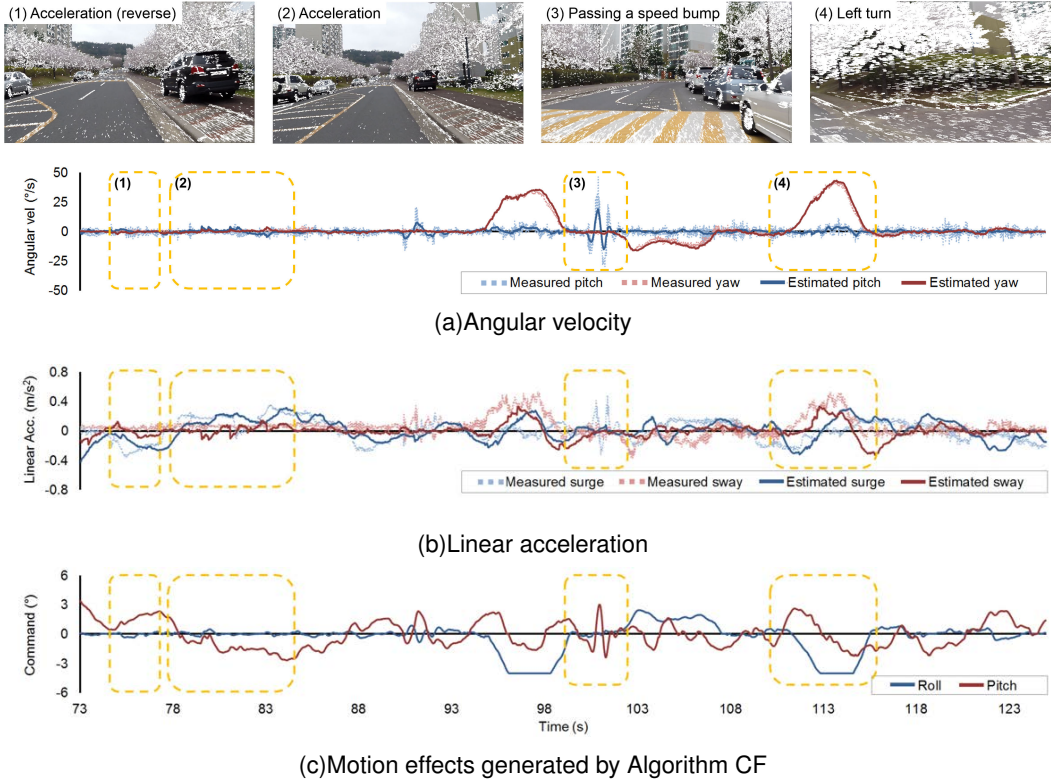 (1) Acceleration (reverse)
(2) Acceleration
(3) Passing a speed bump
(4) Left turn
50
25
0
-25
-50
Angular vel (°/s)
(1)
(2)
(3)
(4)
Measured pitch
Measured yaw
Estimated pitch
Estimated yaw
(a)Angular velocity
0.8
0.4
0
-0.4
-0.8
Linear Acc. (m/s²)
Measured surge
Measured sway
Estimated surge
Estimated sway
(b)Linear acceleration
6
3
0
-3
-6
Command (°)
Roll
Pitch
73
78
84
88
93
98
103
108
113
118
123
Time (s)
(c)Motion effects generated by Algorithm CF